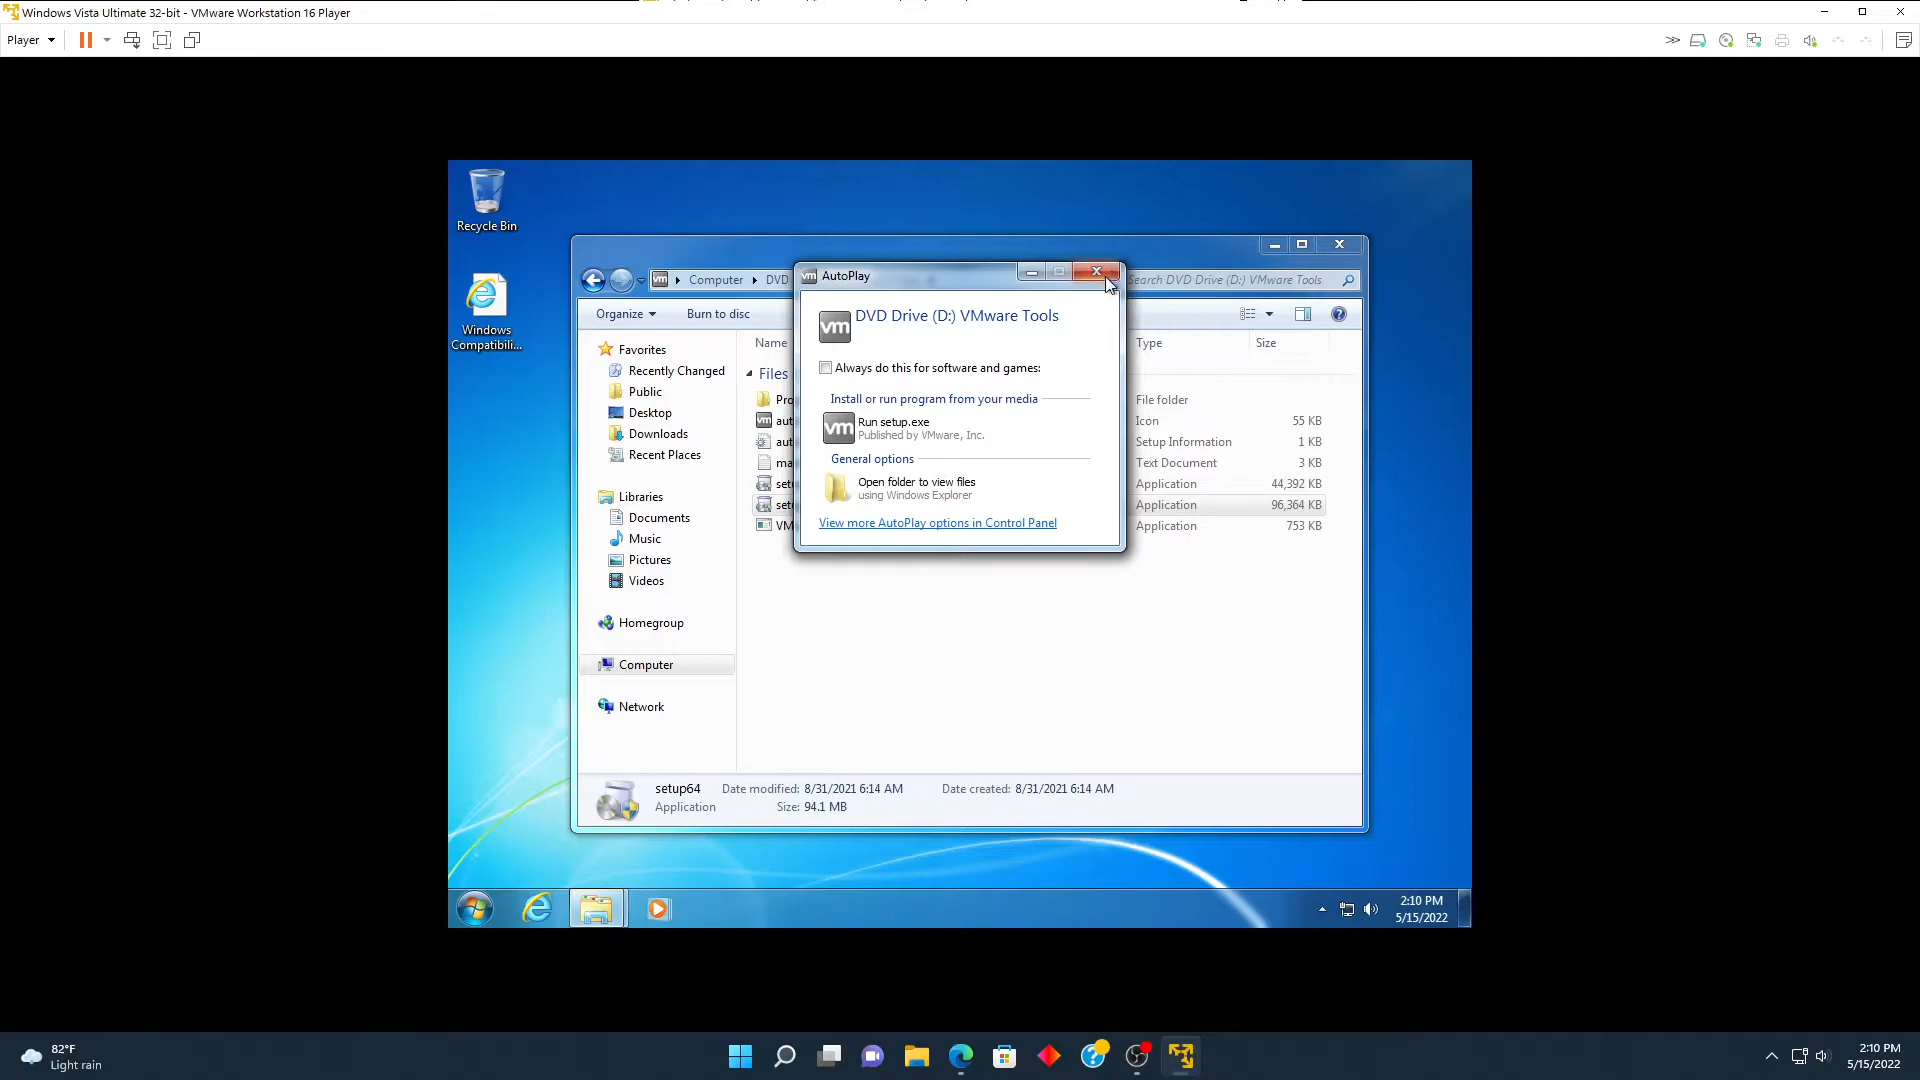 Windows Vista Ultimate 32-bit - VMware Workstation 16 Player
Player
Recycle Bin
Windows
Compatibili...
Computer
DVD
Search DVD Drive (D:) VMware Tools
Organize
Burn to disc
AutoPlay
DVD Drive (D:) VMware Tools
Always do this for software and games:
Install or run program from your media
Run setup.exe
Published by VMware, Inc.
General options
Open folder to view files
using Windows Explorer
View more AutoPlay options in Control Panel
Favorites
Recently Changed
Public
Desktop
Downloads
Recent Places
Libraries
Documents
Music
Pictures
Videos
Homegroup
Computer
Network
Name
Type
Size
Files
Pro
File folder
aut
Icon
55 KB
aut
Setup Information
1 KB
ma
Text Document
3 KB
setu
Application
44,392 KB
setu
Application
96,364 KB
VM
Application
753 KB
setup64
Date modified: 8/31/2021 6:14 AM
Date created: 8/31/2021 6:14 AM
Application
Size: 94.1 MB
2:10 PM
5/15/2022
82°F
Light rain
2:10 PM
5/15/2022